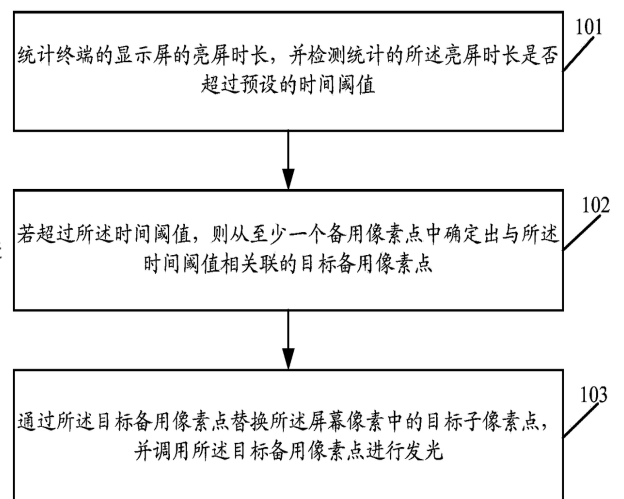 101
统计终端的显示屏的亮屏时长，并检测统计的所述亮屏时长是否
超过预设的时间阈值
102
若超过所述时间阈值，则从至少一个备用像素点中确定出与所述
时间阈值相关联的目标备用像素点
103
通过所述目标备用像素点替换所述屏幕像素中的目标子像素点，
并调用所述目标备用像素点进行发光